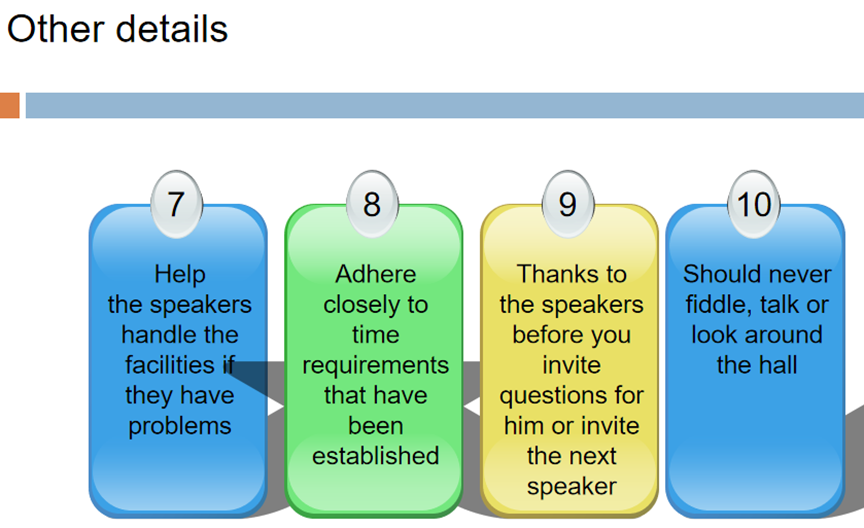 Other details
7
Help
the speakers
handle the
facilities if
they have
problems
8
Adhere
closely to
time
requirements
that have
been
established
9
Thanks to
the speakers
before you
invite
questions for
him or invite
the next
speaker
10
Should never
fiddle, talk or
look around
the hall